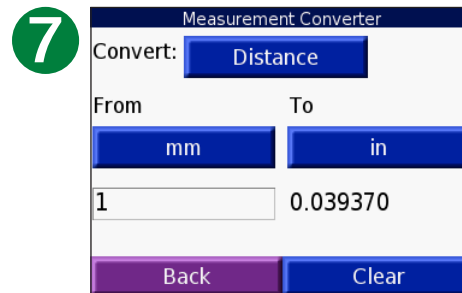 7
Measurement Converter
Convert: Distance
From To
mm in
1 0.039370
Back Clear